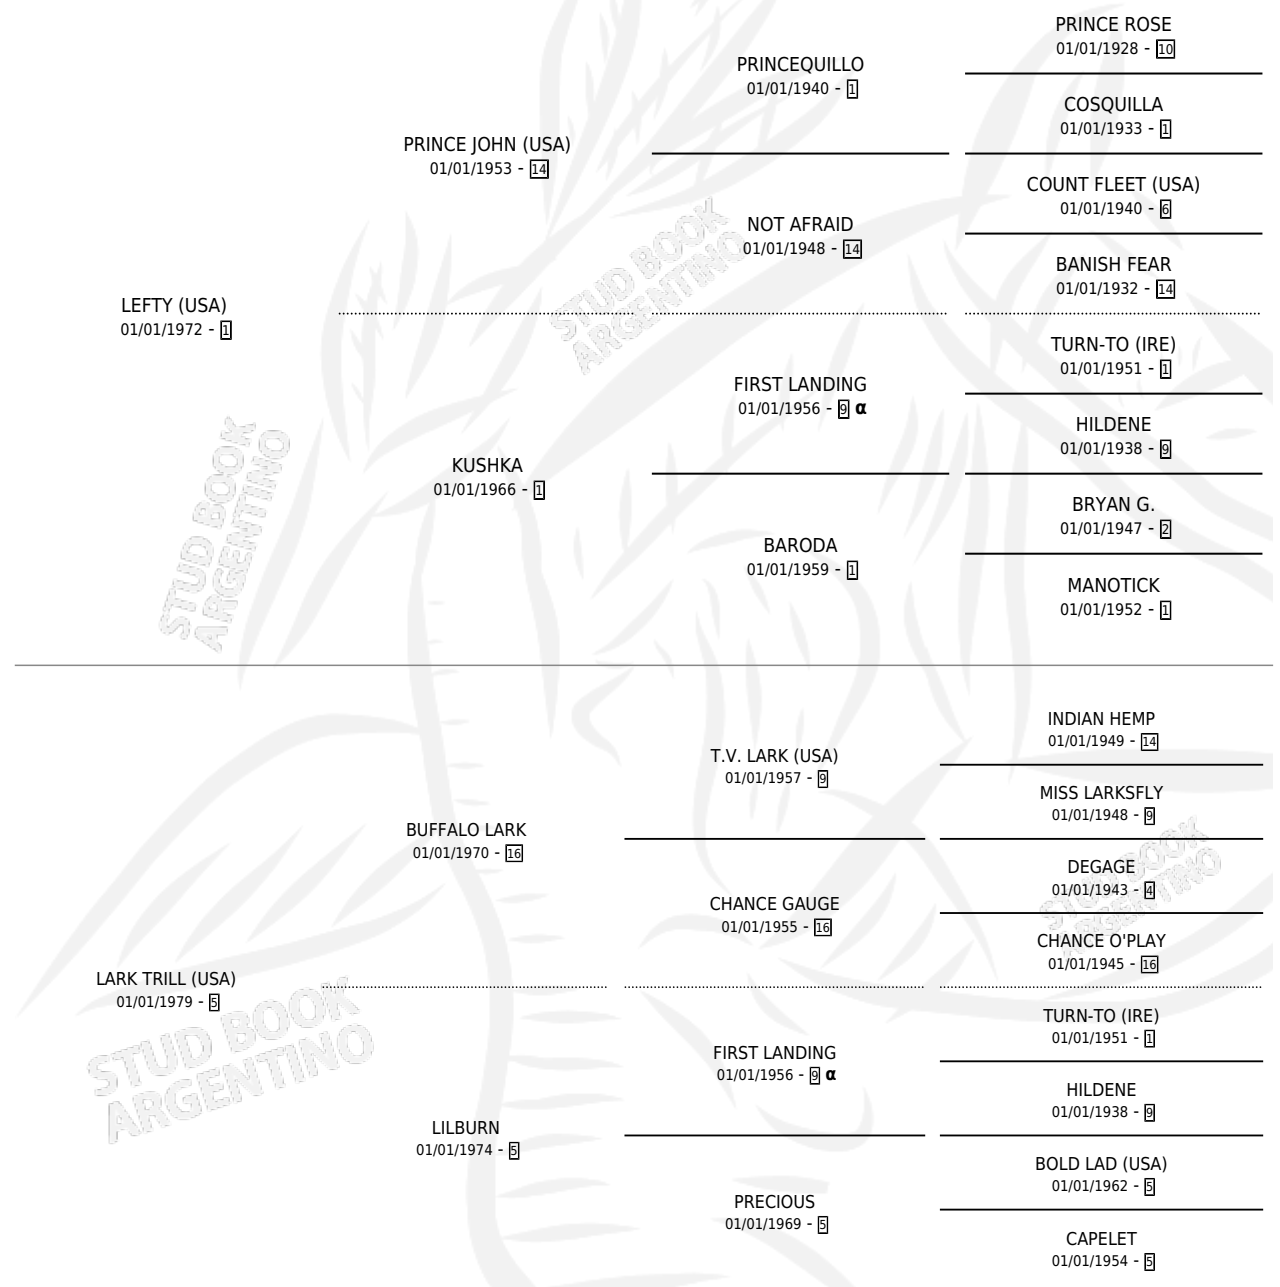 PRINCE ROSE
01/01/1928 - 10
PRINCEQUILLO
01/01/1940 - 1
COSQUILLA
01/01/1933 - 1
PRINCE JOHN (USA)
01/01/1953 - 14
COUNT FLEET (USA)
01/01/1940 - 6
NOT AFRAID
01/01/1948 - 14
BANISH FEAR
01/01/1932 - 14
LEFTY (USA)
01/01/1972 - 1
TURN-TO (IRE)
01/01/1951 - 1
FIRST LANDING
01/01/1956 - 9 α
HILDENE
01/01/1938 - 9
KUSHKA
01/01/1966 - 1
BRYAN G.
01/01/1947 - 2
BARODA
01/01/1959 - 1
MANOTICK
01/01/1952 - 1
INDIAN HEMP
01/01/1949 - 14
T.V. LARK (USA)
01/01/1957 - 9
MISS LARKSFLY
01/01/1948 - 9
BUFFALO LARK
01/01/1970 - 16
DEGAGE
01/01/1943 - 4
CHANCE GAUGE
01/01/1955 - 16
CHANCE O'PLAY
01/01/1945 - 16
LARK TRILL (USA)
01/01/1979 - 5
TURN-TO (IRE)
01/01/1951 - 1
FIRST LANDING
01/01/1956 - 9 α
HILDENE
01/01/1938 - 9
LILBURN
01/01/1974 - 5
BOLD LAD (USA)
01/01/1962 - 5
PRECIOUS
01/01/1969 - 5
CAPELET
01/01/1954 - 5
STUD BOOK
ARGENTINO
STUD BOOK
ARGENTINO
STUD BOOK
ARGENTINO
STUD BOOK
ARGENTINO